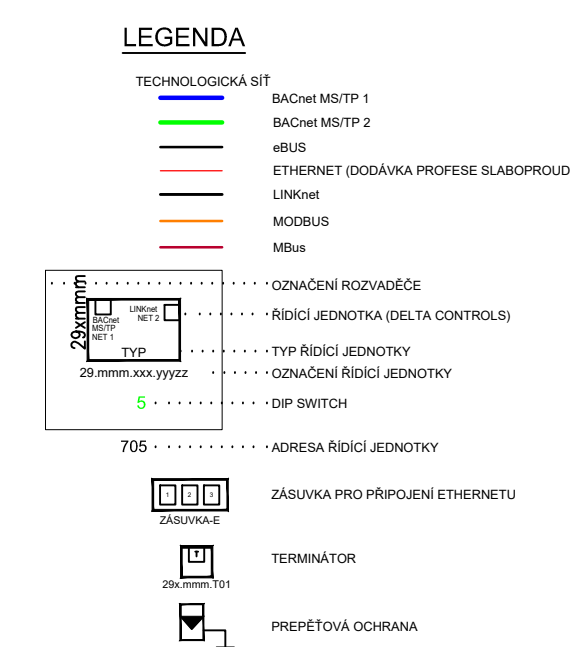 LEGENDA
TECHNOLOGICKÁ SÍŤ
BACnet MS/TP 1
BACnet MS/TP 2
eBUS
ETHERNET (DODÁVKA PROFESE SLABOPROUD
LINKnet
MODBUS
MBus
29xmmm
OZNAČENÍ ROZVADĚČE
BACnet
MS/TP
NET 1
LINKnet
NET 2
ŘÍDÍCÍ JEDNOTKA (DELTA CONTROLS)
TYP
TYP ŘÍDÍCÍ JEDNOTKY
29.mmm.xxx.yyyzz
OZNAČENÍ ŘÍDÍCÍ JEDNOTKY
5
DIP SWITCH
705
ADRESA ŘÍDÍCÍ JEDNOTKY
1 2 3
ZÁSUVKA-E
ZÁSUVKA PRO PŘIPOJENÍ ETHERNETU
T
29x.mmm.T01
TERMINÁTOR
PREPĚŤOVÁ OCHRANA